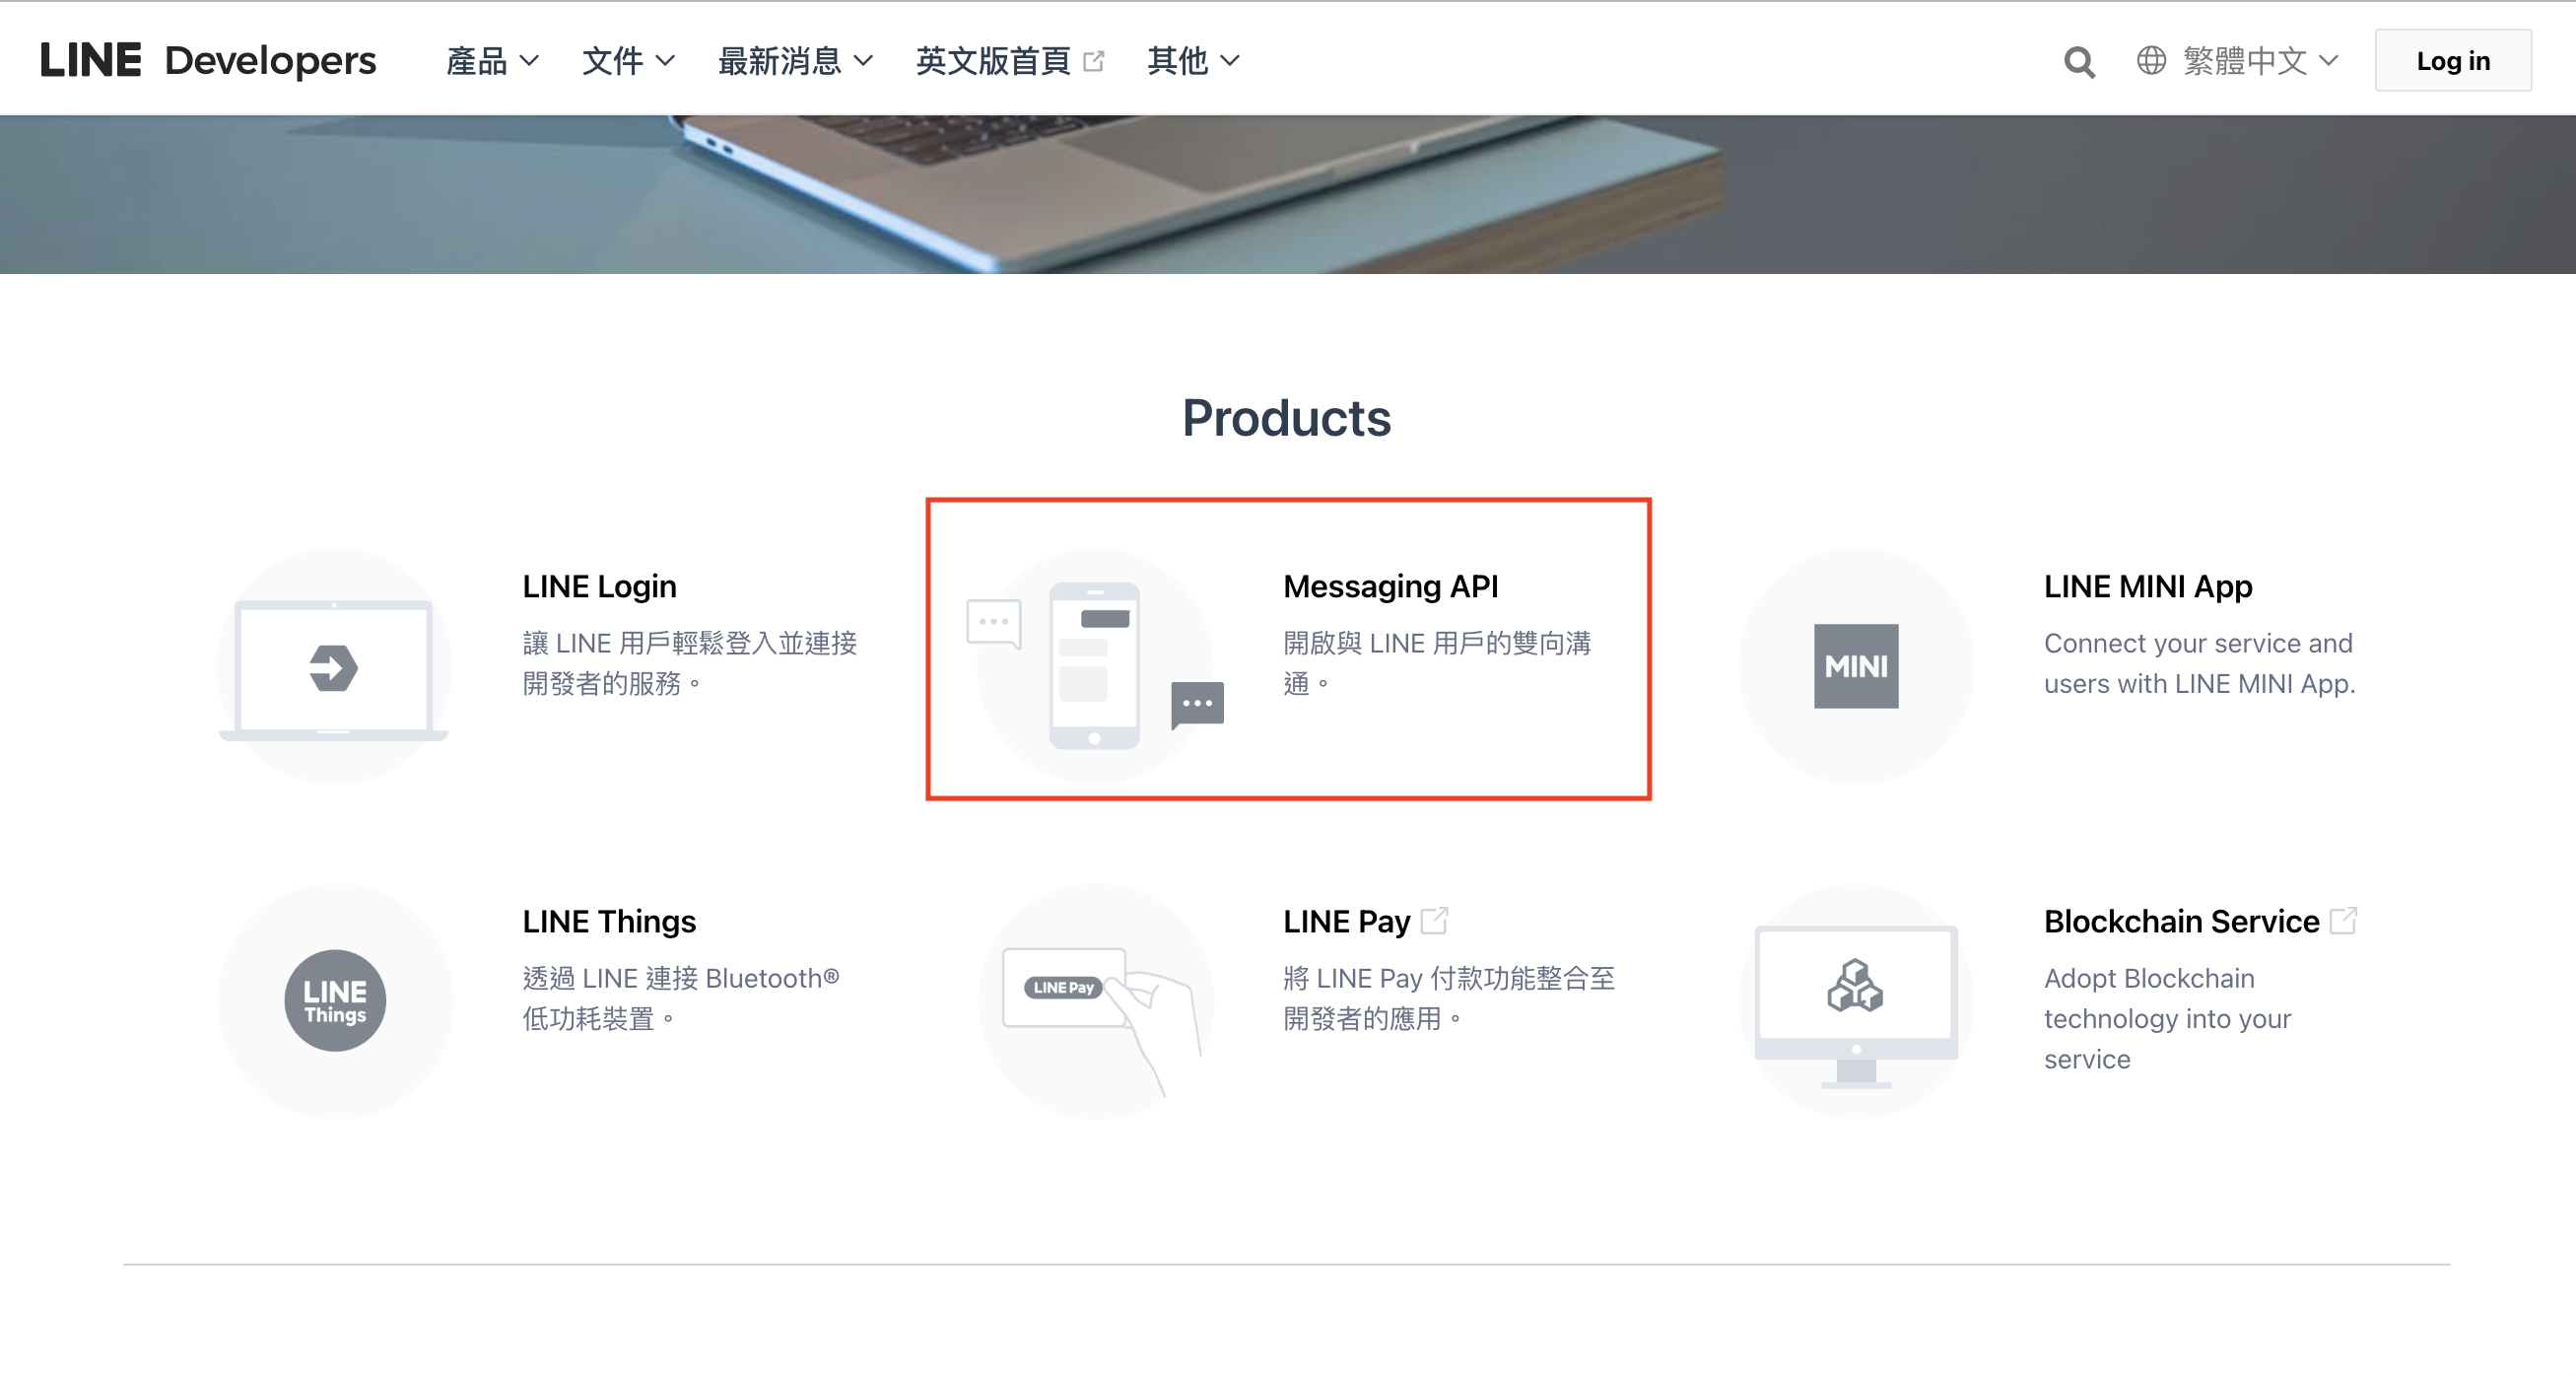 LINE Developers 產品 文件 最新消息 英文版首頁 其他 繁體中文 Log in
Products
LINE Login
讓 LINE 用戶輕鬆登入並連接
開發者的服務。
Messaging API
開啟與 LINE 用戶的雙向溝
通。
MINI
LINE MINI App
Connect your service and
users with LINE MINI App.
LINE
Things
LINE Things
透過 LINE 連接 Bluetooth®
低功耗裝置。
LINE Pay
LINE Pay
將 LINE Pay 付款功能整合至
開發者的應用。
Blockchain Service
Adopt Blockchain
technology into your
service